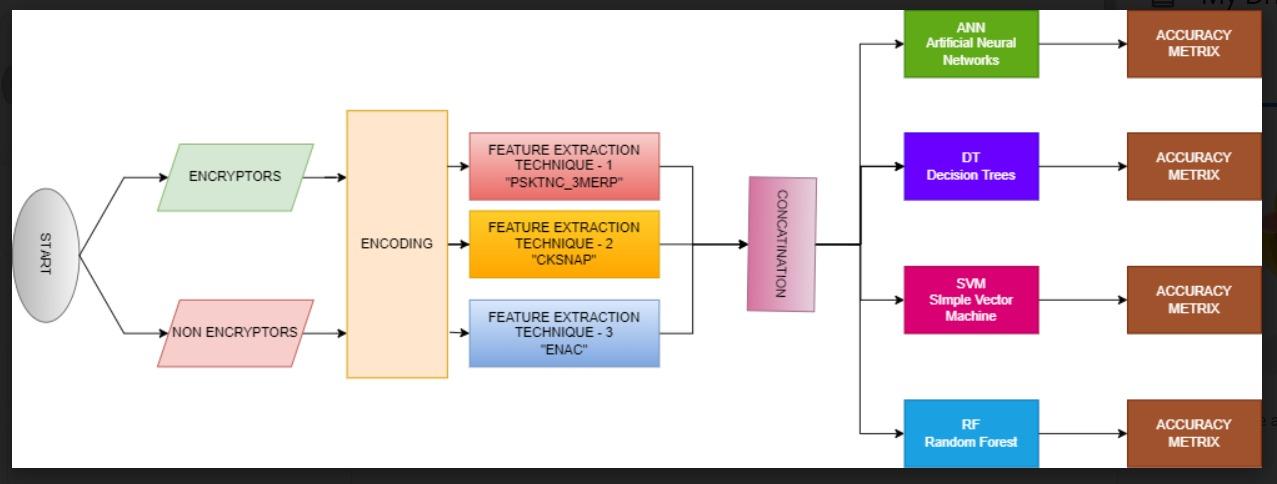 START
ENCRYPTORS
NON ENCRYPTORS
ENCODING
FEATURE EXTRACTION
TECHNIQUE - 1
"PSKTNC_3MERP"
FEATURE EXTRACTION
TECHNIQUE - 2
"CKSNAP"
FEATURE EXTRACTION
TECHNIQUE - 3
"ENAC"
CONCATINATION
ANN
Artificial Neural
Networks
ACCURACY
METRIX
DT
Decision Trees
ACCURACY
METRIX
SVM
SImple Vector
Machine
ACCURACY
METRIX
RF
Random Forest
ACCURACY
METRIX